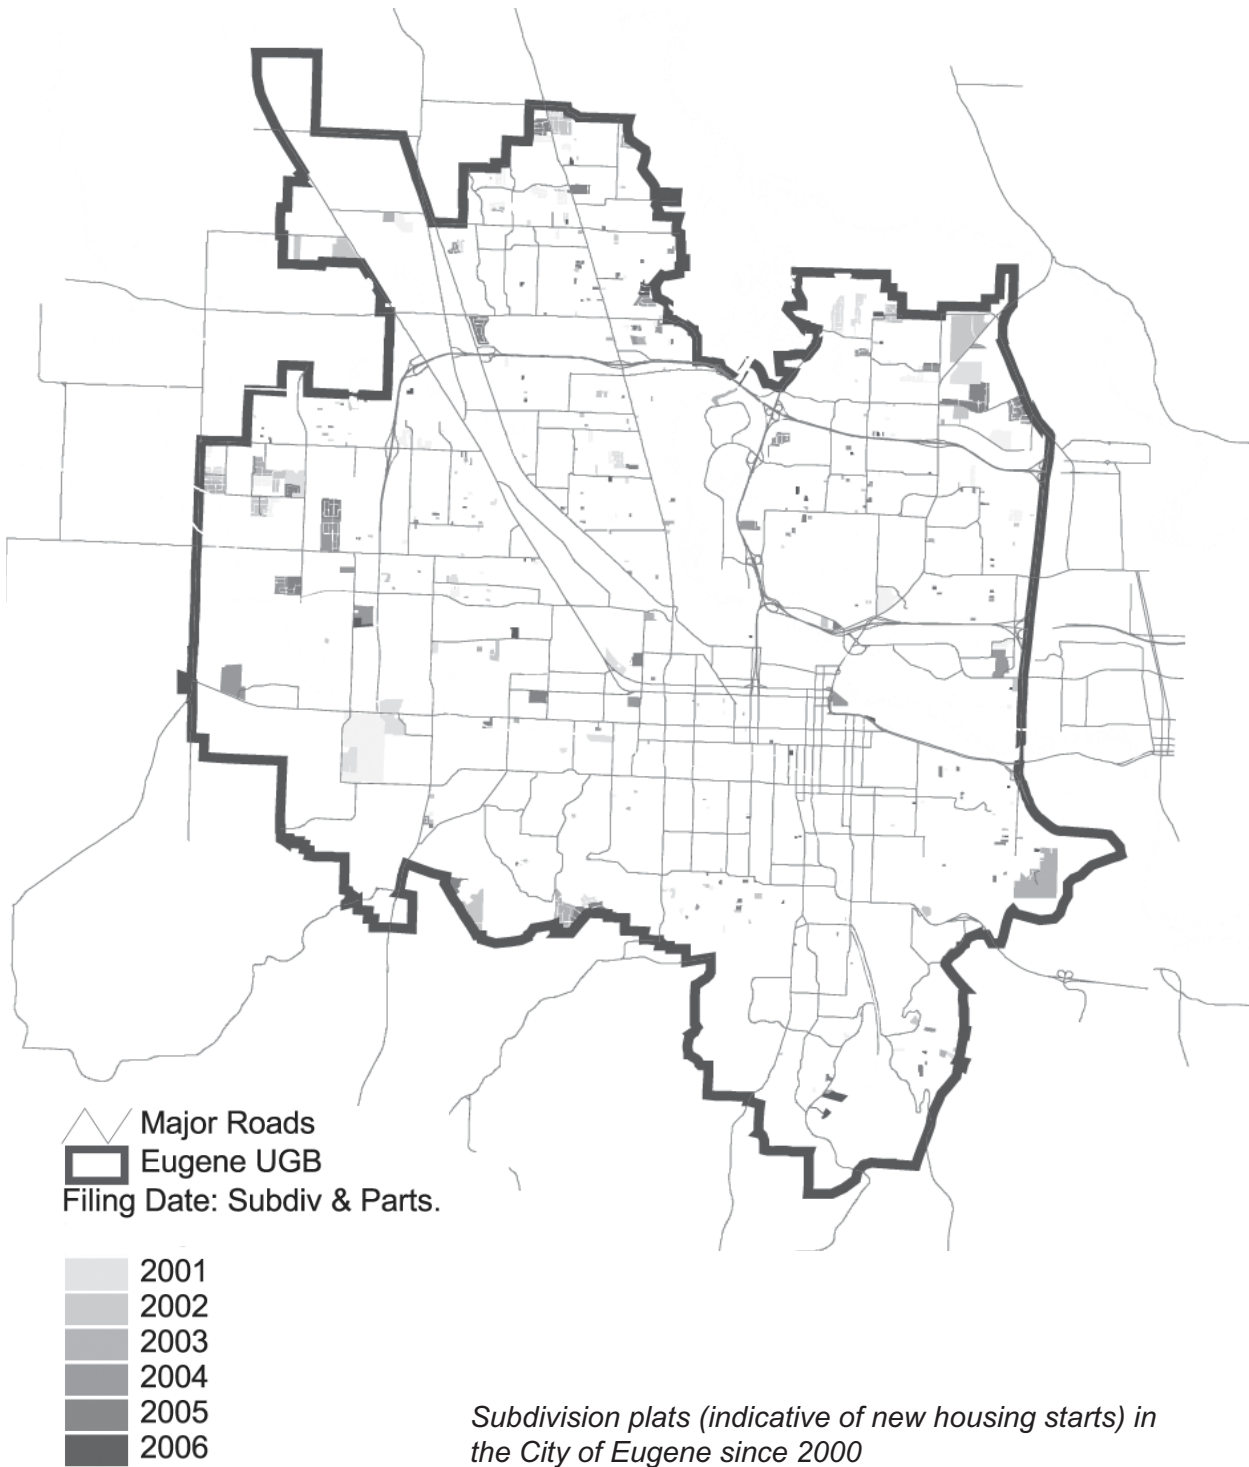 Major Roads
Eugene UGB
Filing Date: Subdiv & Parts.
2001
2002
2003
2004
2005
2006
Subdivision plats (indicative of new housing starts) in
the City of Eugene since 2000